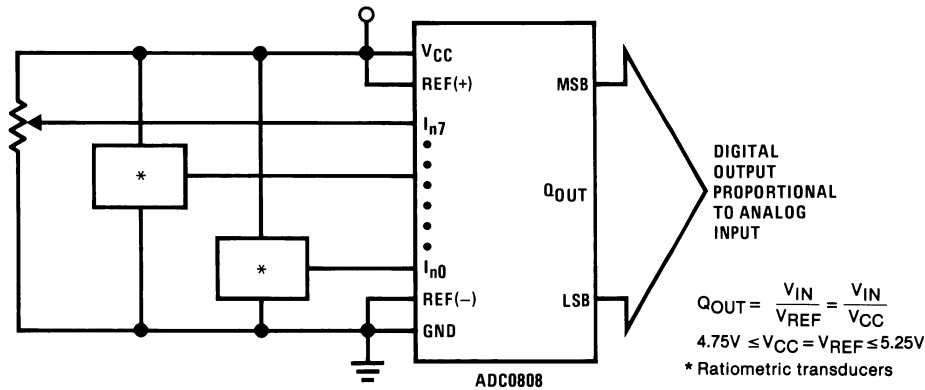 VCC
REF(+)
MSB
In7
*
QOUT
DIGITAL
OUTPUT
PROPORTIONAL
TO ANALOG
INPUT
*
In0
REF(−)
LSB
GND
ADC0808
QOUT = VIN/VREF = VIN/VCC
4.75V ≤ VCC = VREF ≤ 5.25V
* Ratiometric transducers